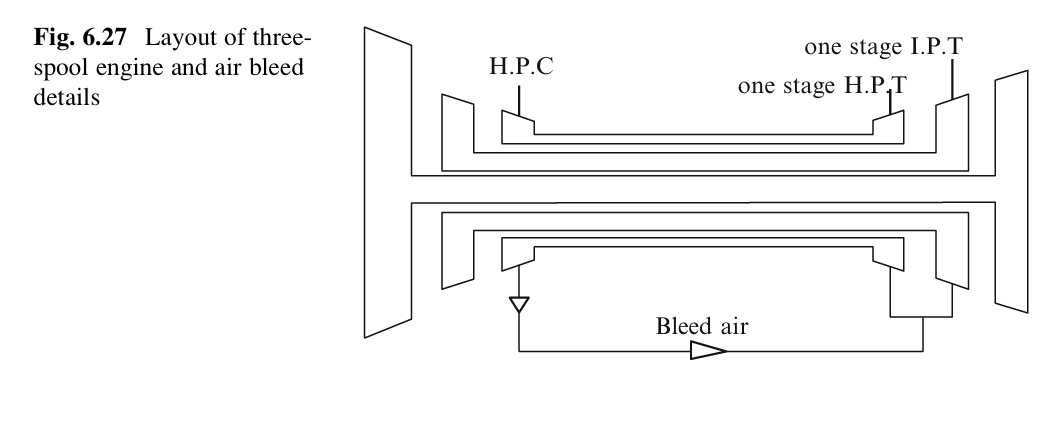 Fig. 6.27 Layout of three-
spool engine and air bleed
details
one stage I.P.T
H.P.C
one stage H.P.T
Bleed air